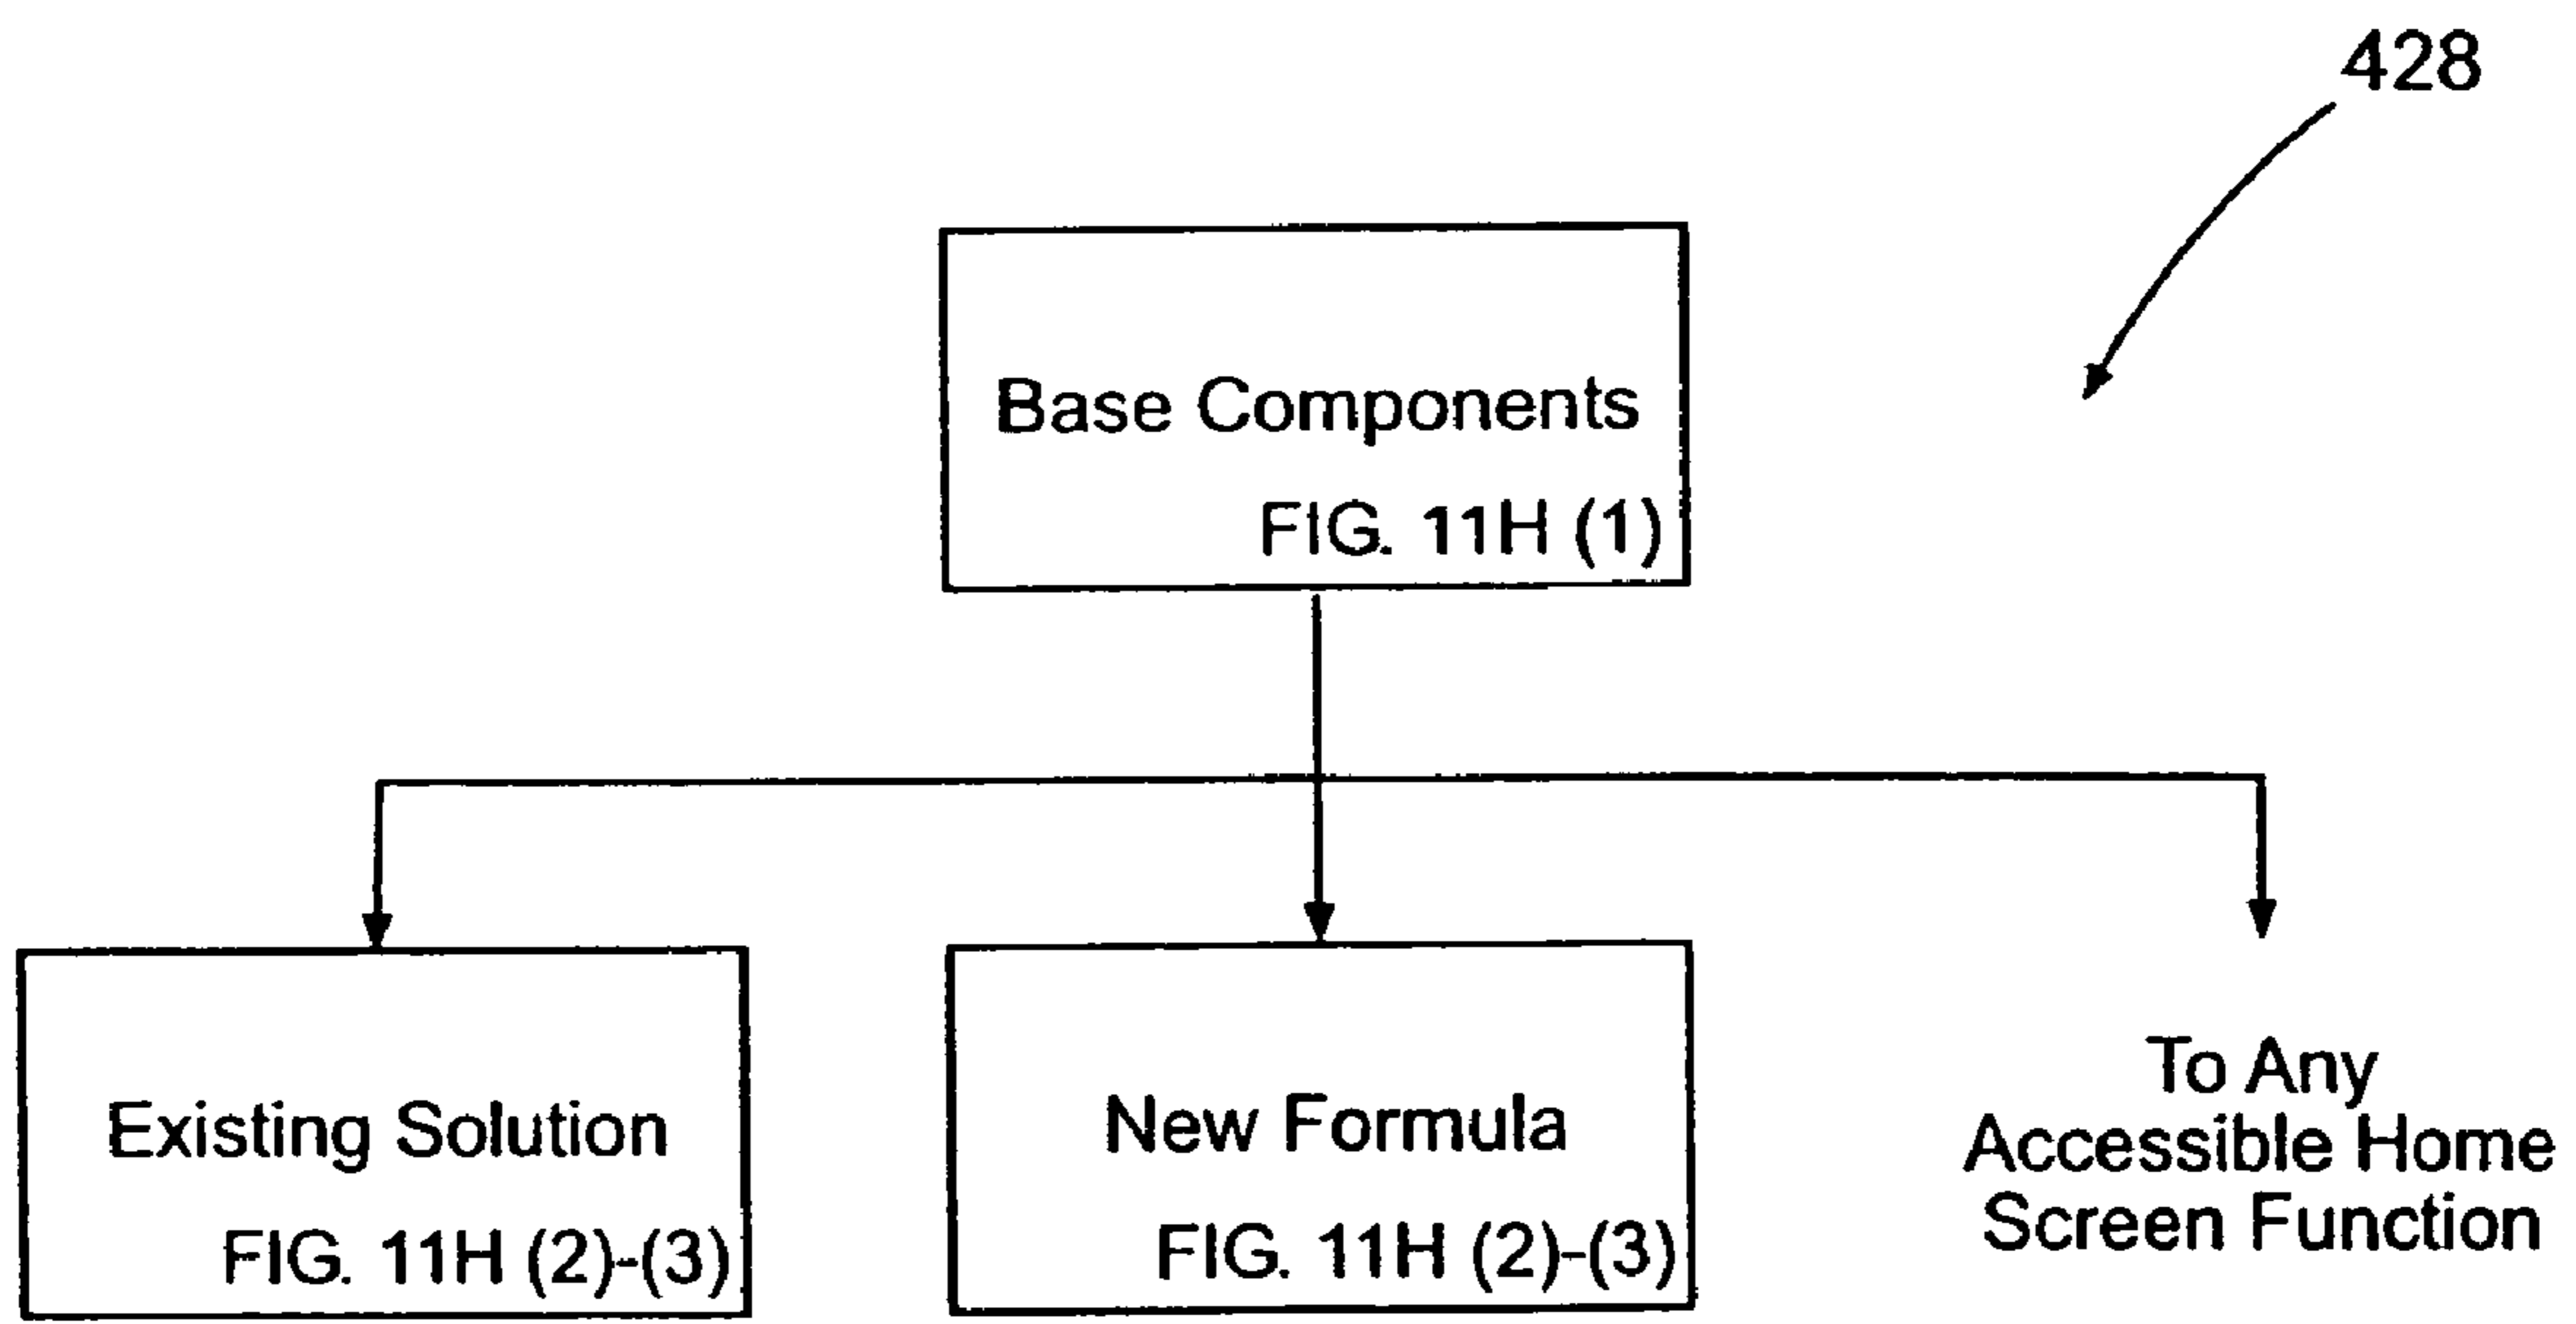 428
Base Components
FIG. 11H (1)
Existing Solution
FIG. 11H (2)-(3)
New Formula
FIG. 11H (2)-(3)
To Any
Accessible Home
Screen Function